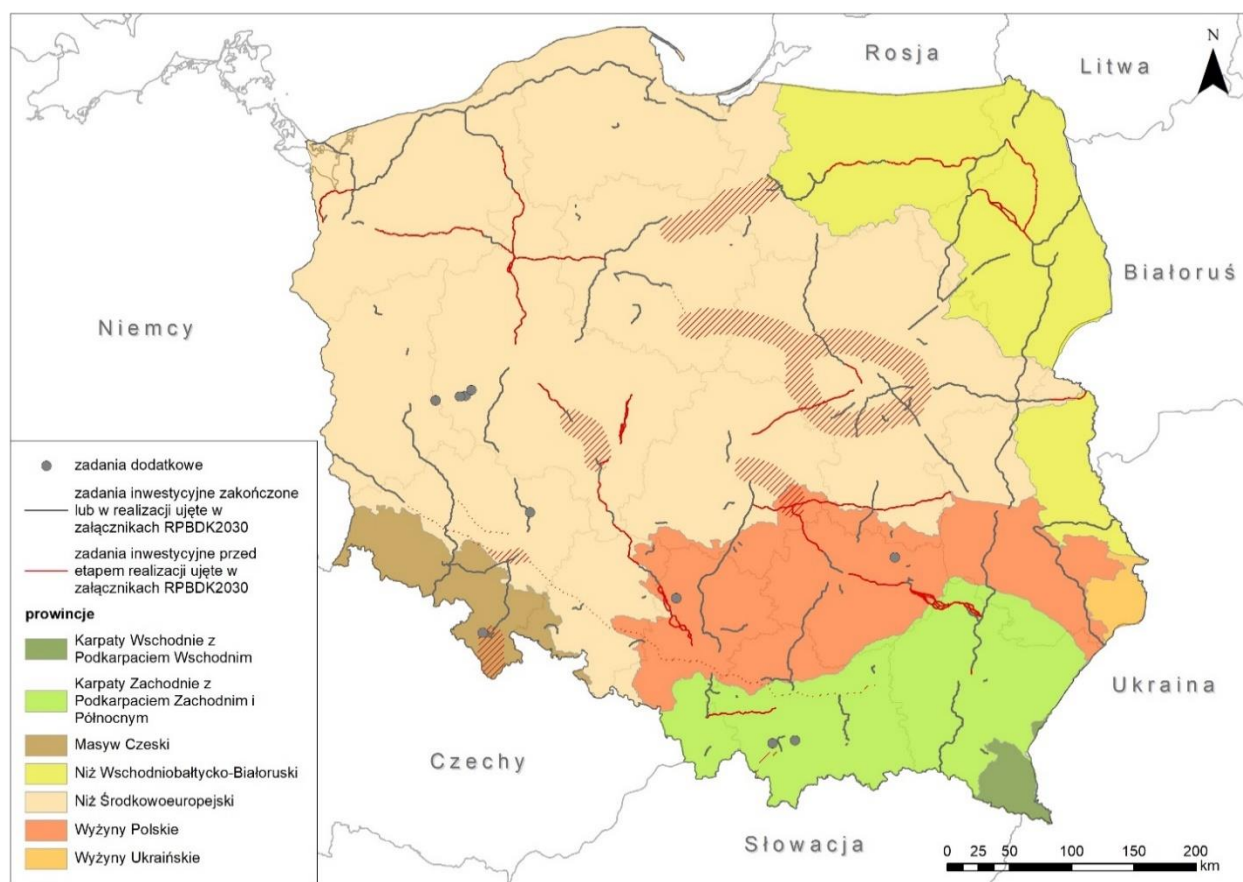 Rosja
Litwa
N
Białoruś
Niemcy
Ukraina
Czechy
Słowacja
zadania dodatkowe
zadania inwestycyjne zakończone
lub w realizacji ujęte w
załącznikach RPBDK2030
zadania inwestycyjne przed
etapem realizacji ujęte w
załącznikach RPBDK2030
prowincje
Karpaty Wschodnie z
Podkarpaciem Wschodnim
Karpaty Zachodnie z
Podkarpaciem Zachodnim i
Północnym
Masyw Czeski
Niż Wschodniobałtycko-Białoruski
Niż Środkowoeuropejski
Wyżyny Polskie
Wyżyny Ukraińskie
0 25 50 100 150 200
km